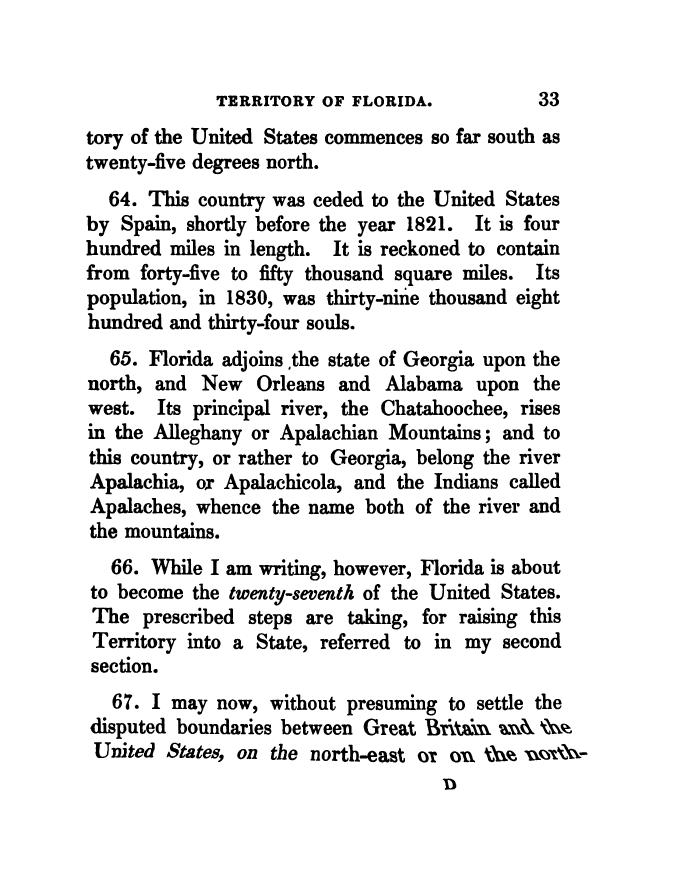 TERRITORY OF FLORIDA. 33
tory of the United States commences so far south as
twenty-five degrees north.
64. This country was ceded to the United States
by Spain, shortly before the year 1821. It is four
hundred miles in length. It is reckoned to contain
from forty-five to fifty thousand square miles. Its
population, in 1830, was thirty-nine thousand eight
hundred and thirty-four souls.
65. Florida adjoins the state of Georgia upon the
north, and New Orleans and Alabama upon the
west. Its principal river, the Chatahoochee, rises
in the Alleghany or Apalachian Mountains; and to
this country, or rather to Georgia, belong the river
Apalachia, or Apalachicola, and the Indians called
Apalaches, whence the name both of the river and
the mountains.
66. While I am writing, however, Florida is about
to become the twenty-seventh of the United States.
The prescribed steps are taking, for raising this
Territory into a State, referred to in my second
section.
67. I may now, without presuming to settle the
disputed boundaries between Great Britain and the
United States, on the north-east or on the north-
D